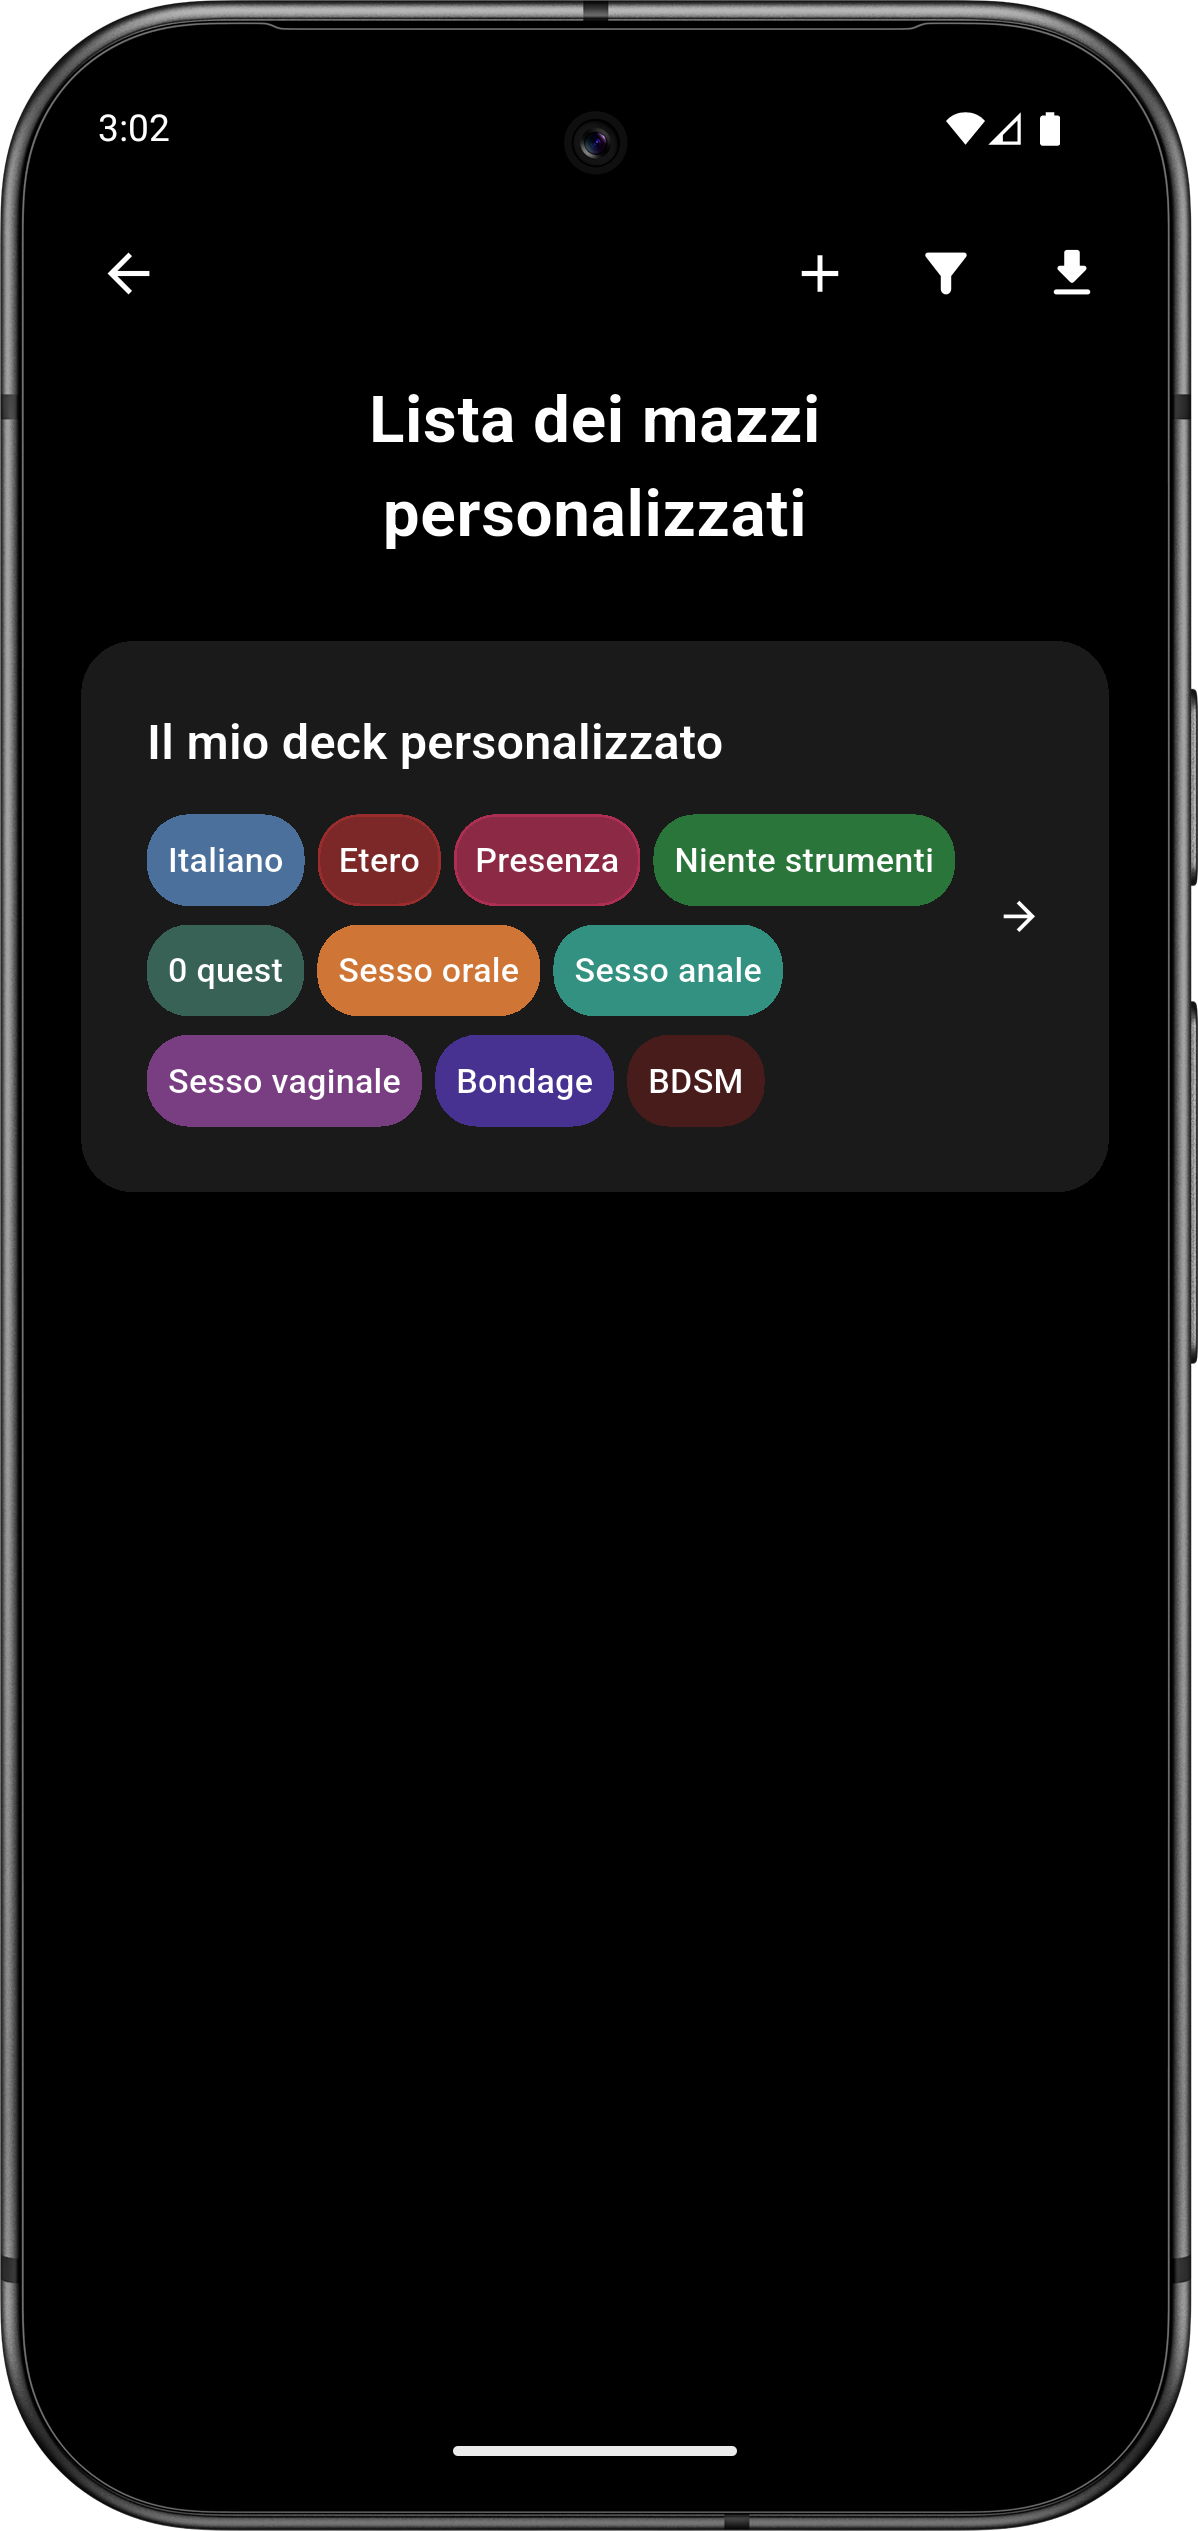 3:02
Lista dei mazzi
personalizzati
Il mio deck personalizzato
Italiano Etero Presenza Niente strumenti
0 quest Sesso orale Sesso anale
Sesso vaginale Bondage BDSM